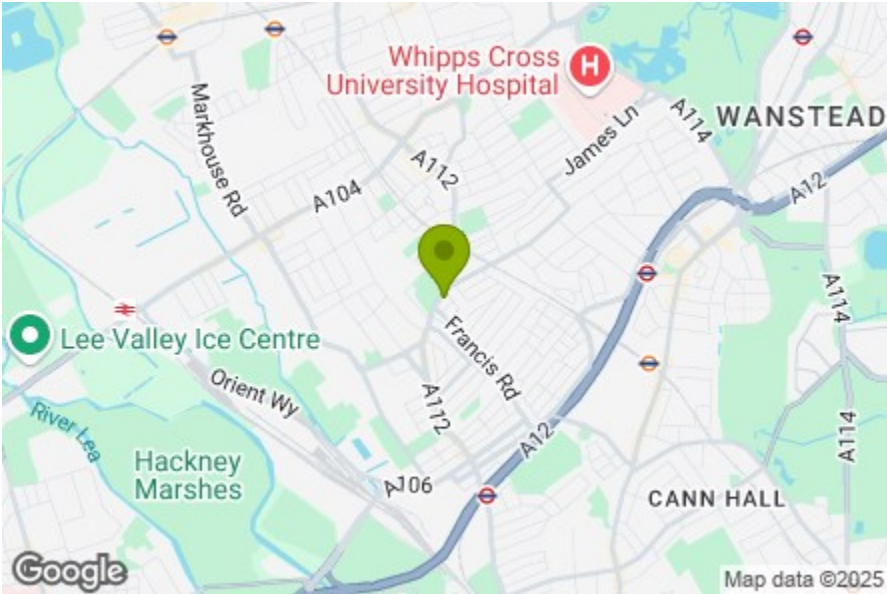 Whipps Cross
University Hospital
H
WANSTEAD
A114
James Ln
Markhouse Rd
A112
A104
A12
A114
Lee Valley Ice Centre
Francis Rd
Orient Wy
A112
River Lea
A12
A114
Hackney
Marshes
A106
CANN HALL
Google
Map data ©2025